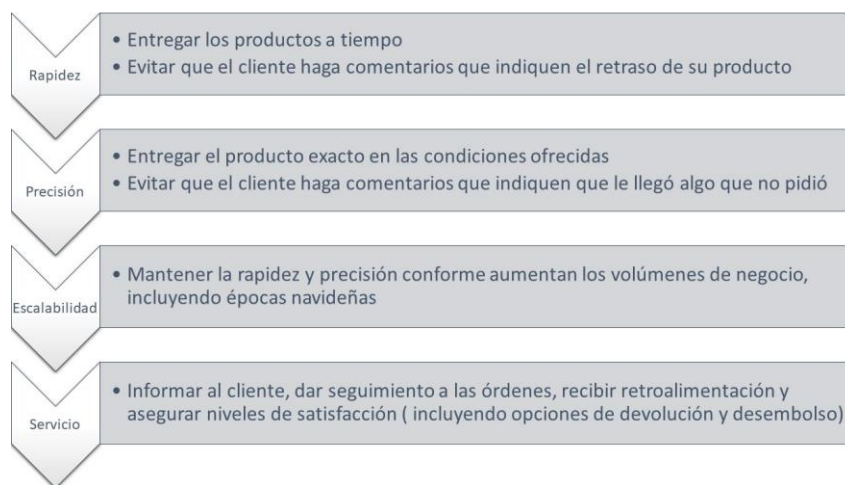 Rapidez
• Entregar los productos a tiempo
• Evitar que el cliente haga comentarios que indiquen el retraso de su producto
Precisión
• Entregar el producto exacto en las condiciones ofrecidas
• Evitar que el cliente haga comentarios que indiquen que le llegó algo que no pidió
Escalabilidad
• Mantener la rapidez y precisión conforme aumentan los volúmenes de negocio,
incluyendo épocas navideñas
Servicio
• Informar al cliente, dar seguimiento a las órdenes, recibir retroalimentación y
asegurar niveles de satisfacción ( incluyendo opciones de devolución y desembolso)